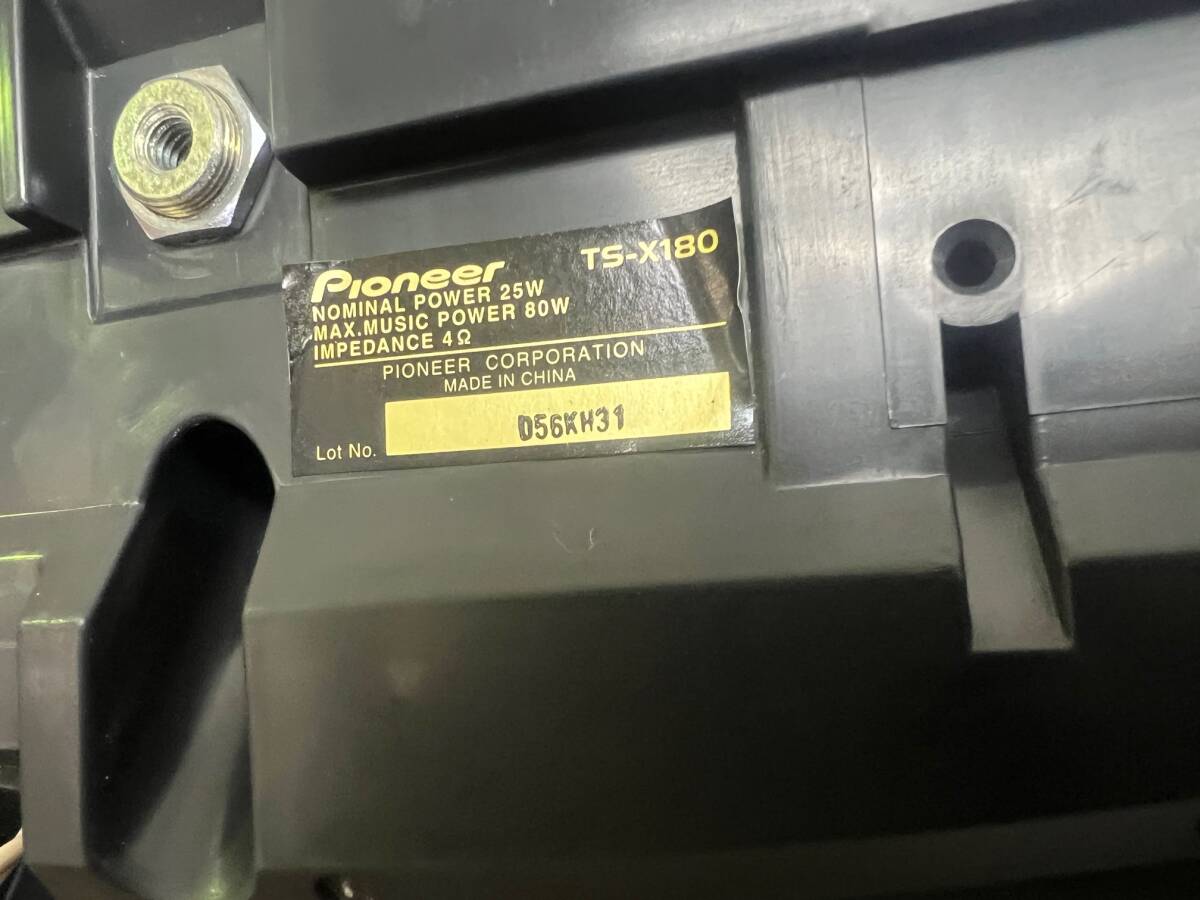 Pioneer TS-X180
NOMINAL POWER 25W
MAX.MUSIC POWER 80W
IMPEDANCE 4Ω
PIONEER CORPORATION
MADE IN CHINA
Lot No. D56KH31